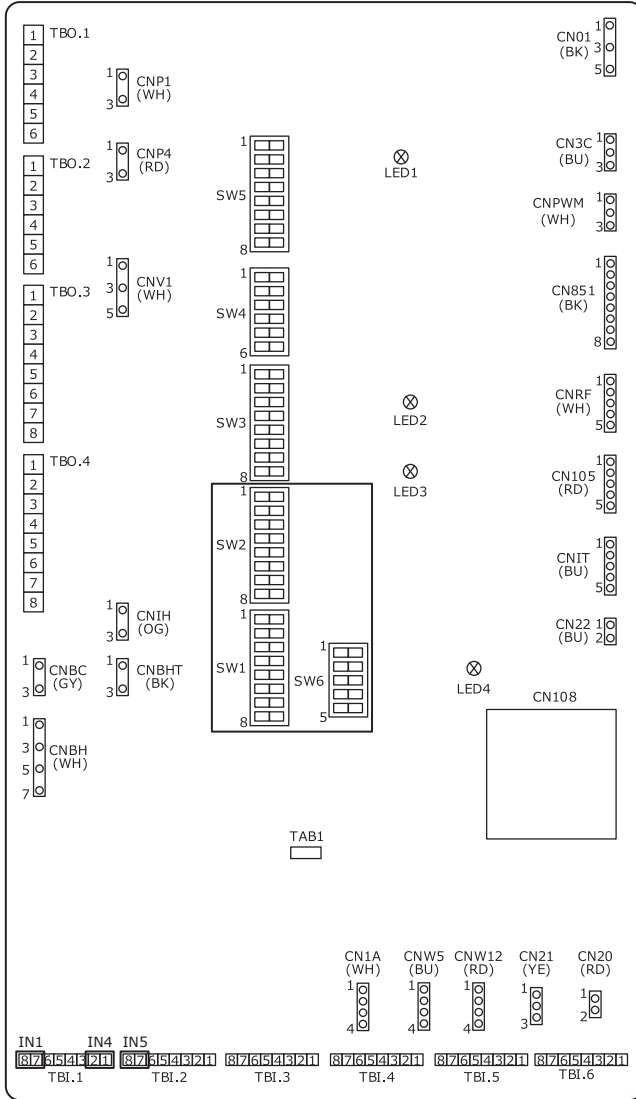 TBO.1
1
2
3
4
5
6
1
3
CNP1
(WH)
CN01
(BK)
1
3
5
TBO.2
1
2
3
4
5
6
1
3
CNP4
(RD)
1
SW5
8
LED1
CN3C
(BU)
1
3
CNPWM
(WH)
1
3
TBO.3
1
2
3
4
5
6
7
8
1
3
5
CNV1
(WH)
1
SW4
6
CN851
(BK)
1
8
1
SW3
8
LED2
CNRF
(WH)
1
5
TBO.4
1
2
3
4
5
6
7
8
1
SW2
8
LED3
CN105
(RD)
1
5
CNIT
(BU)
1
5
1
3
CNIH
(OG)
1
SW1
8
1
SW6
5
CN22
(BU)
1
2
1
3
CNBC
(GY)
1
3
CNBHT
(BK)
LED4
CN108
1
3
5
7
CNBH
(WH)
TAB1
CN1A
(WH)
1
4
CNW5
(BU)
1
4
CNW12
(RD)
1
4
CN21
(YE)
1
3
CN20
(RD)
1
2
IN1 IN4 IN5
87654321 87654321 87654321 87654321 87654321 87654321
TBI.1 TBI.2 TBI.3 TBI.4 TBI.5 TBI.6